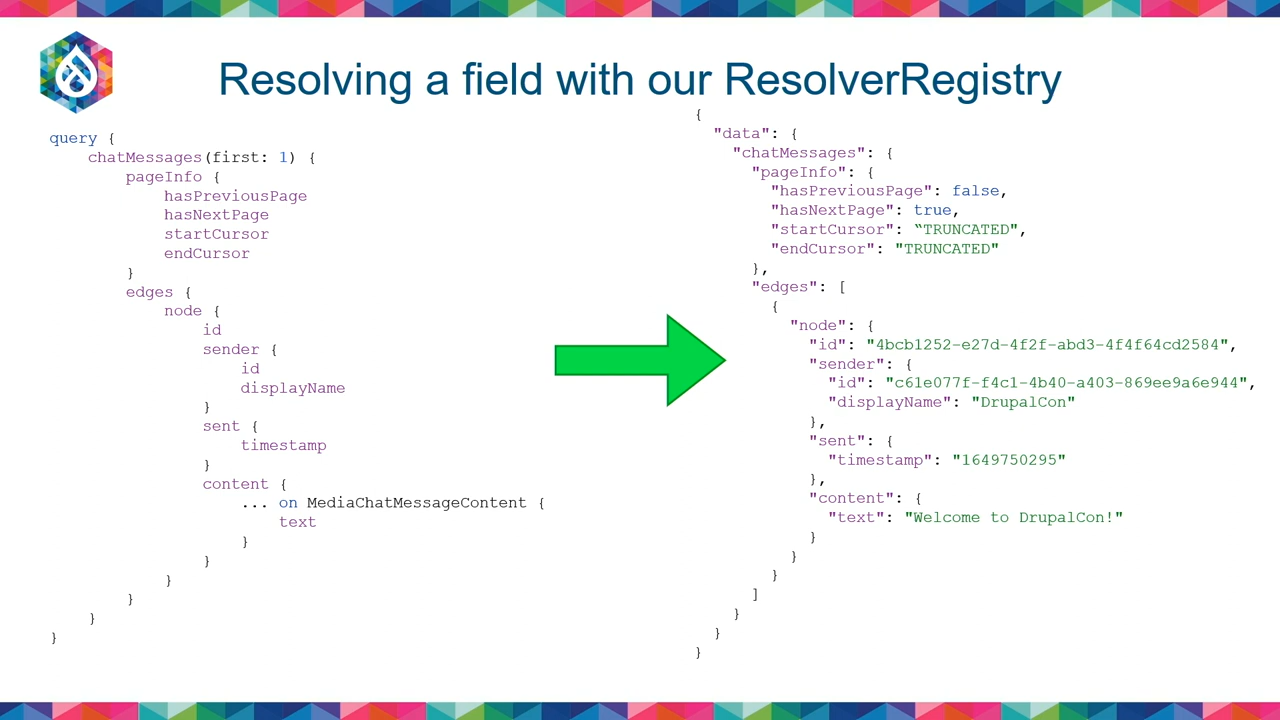 Resolving a field with our ResolverRegistry
query {
    chatMessages(first: 1) {
        pageInfo {
            hasPreviousPage
            hasNextPage
            startCursor
            endCursor
        }
        edges {
            node {
                id
                sender {
                    id
                    displayName
                }
                sent {
                    timestamp
                }
                content {
                    ... on MediaChatMessageContent {
                        text
                    }
                }
            }
        }
    }
}
{
  "data": {
    "chatMessages": {
      "pageInfo": {
        "hasPreviousPage": false,
        "hasNextPage": true,
        "startCursor": “TRUNCATED",
        "endCursor": "TRUNCATED"
      },
      "edges": [
        {
          "node": {
            "id": "4bcb1252-e27d-4f2f-abd3-4f4f64cd2584",
            "sender": {
              "id": "c61e077f-f4c1-4b40-a403-869ee9a6e944",
              "displayName": "DrupalCon"
            },
            "sent": {
              "timestamp": "1649750295"
            },
            "content": {
              "text": "Welcome to DrupalCon!"
            }
          }
        }
      ]
    }
  }
}